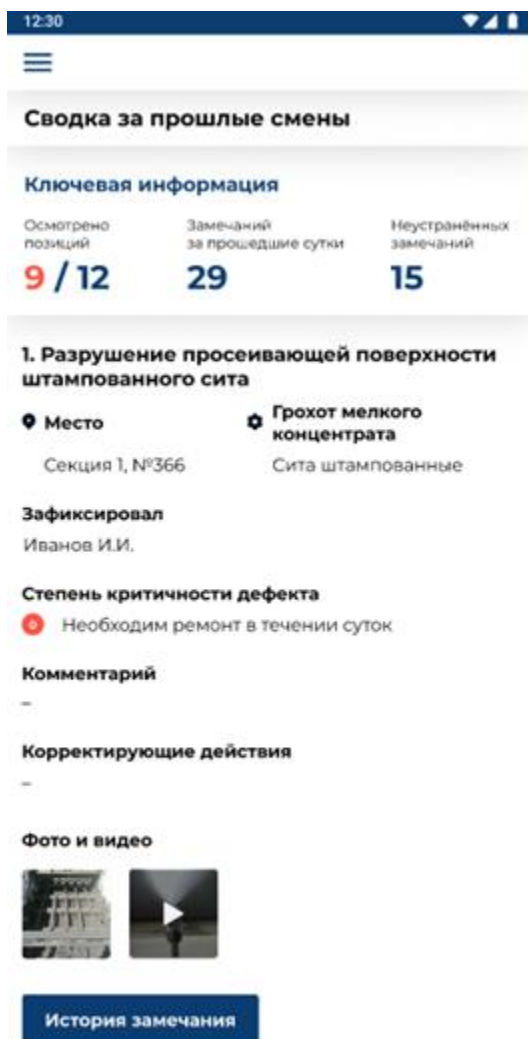 12:30
Сводка за прошлые смены
Ключевая информация
Осмотрено
позиций
9 / 12
Замечаний
за прошедшие сутки
29
Неустранённых
замечаний
15
1. Разрушение просеивающей поверхности
штампованного сита
Место
Секция 1, №366
Грохот мелкого
концентрата
Сита штампованные
Зафиксировал
Иванов И.И.
Степень критичности дефекта
Необходим ремонт в течении суток
Комментарий
–
Корректирующие действия
–
Фото и видео
История замечания